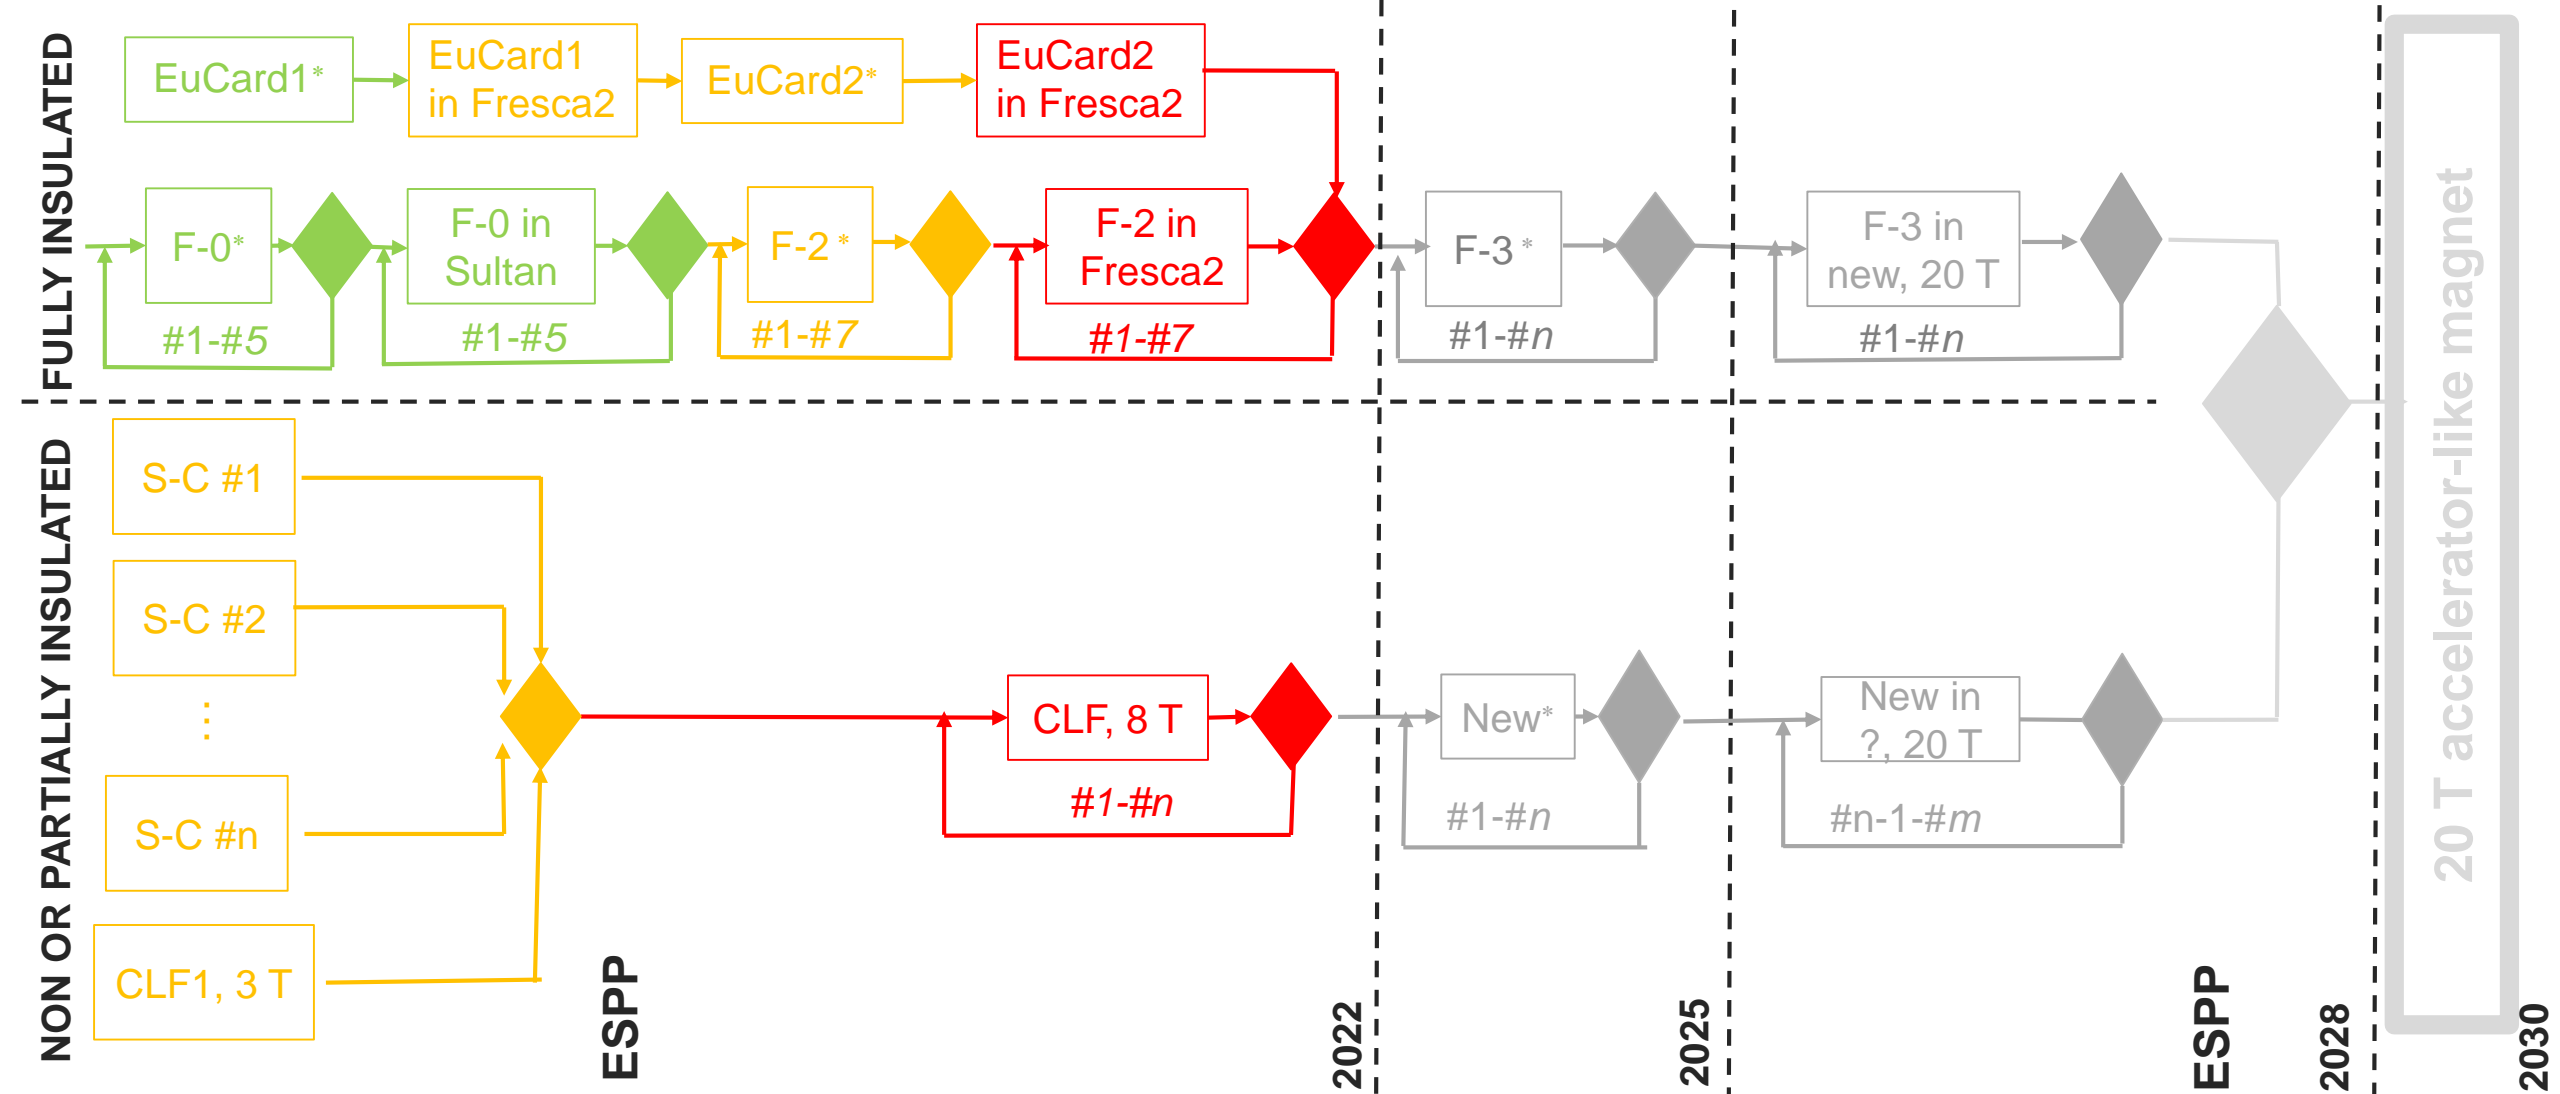 FULLY INSULATED
EuCard1*
EuCard1
in Fresca2
EuCard2*
EuCard2
in Fresca2
F-0*
#1-#5
F-0 in
Sultan
#1-#5
F-2 *
#1-#7
F-2 in
Fresca2
#1-#7
F-3 *
#1-#n
F-3 in
new, 20 T
#1-#n
NON OR PARTIALLY INSULATED
S-C #1
S-C #2
⋮
S-C #n
CLF1, 3 T
CLF, 8 T
#1-#n
New*
#1-#n
New in
?, 20 T
#n-1-#m
20 T accelerator-like magnet
ESPP
2022
2025
ESPP
2028
2030